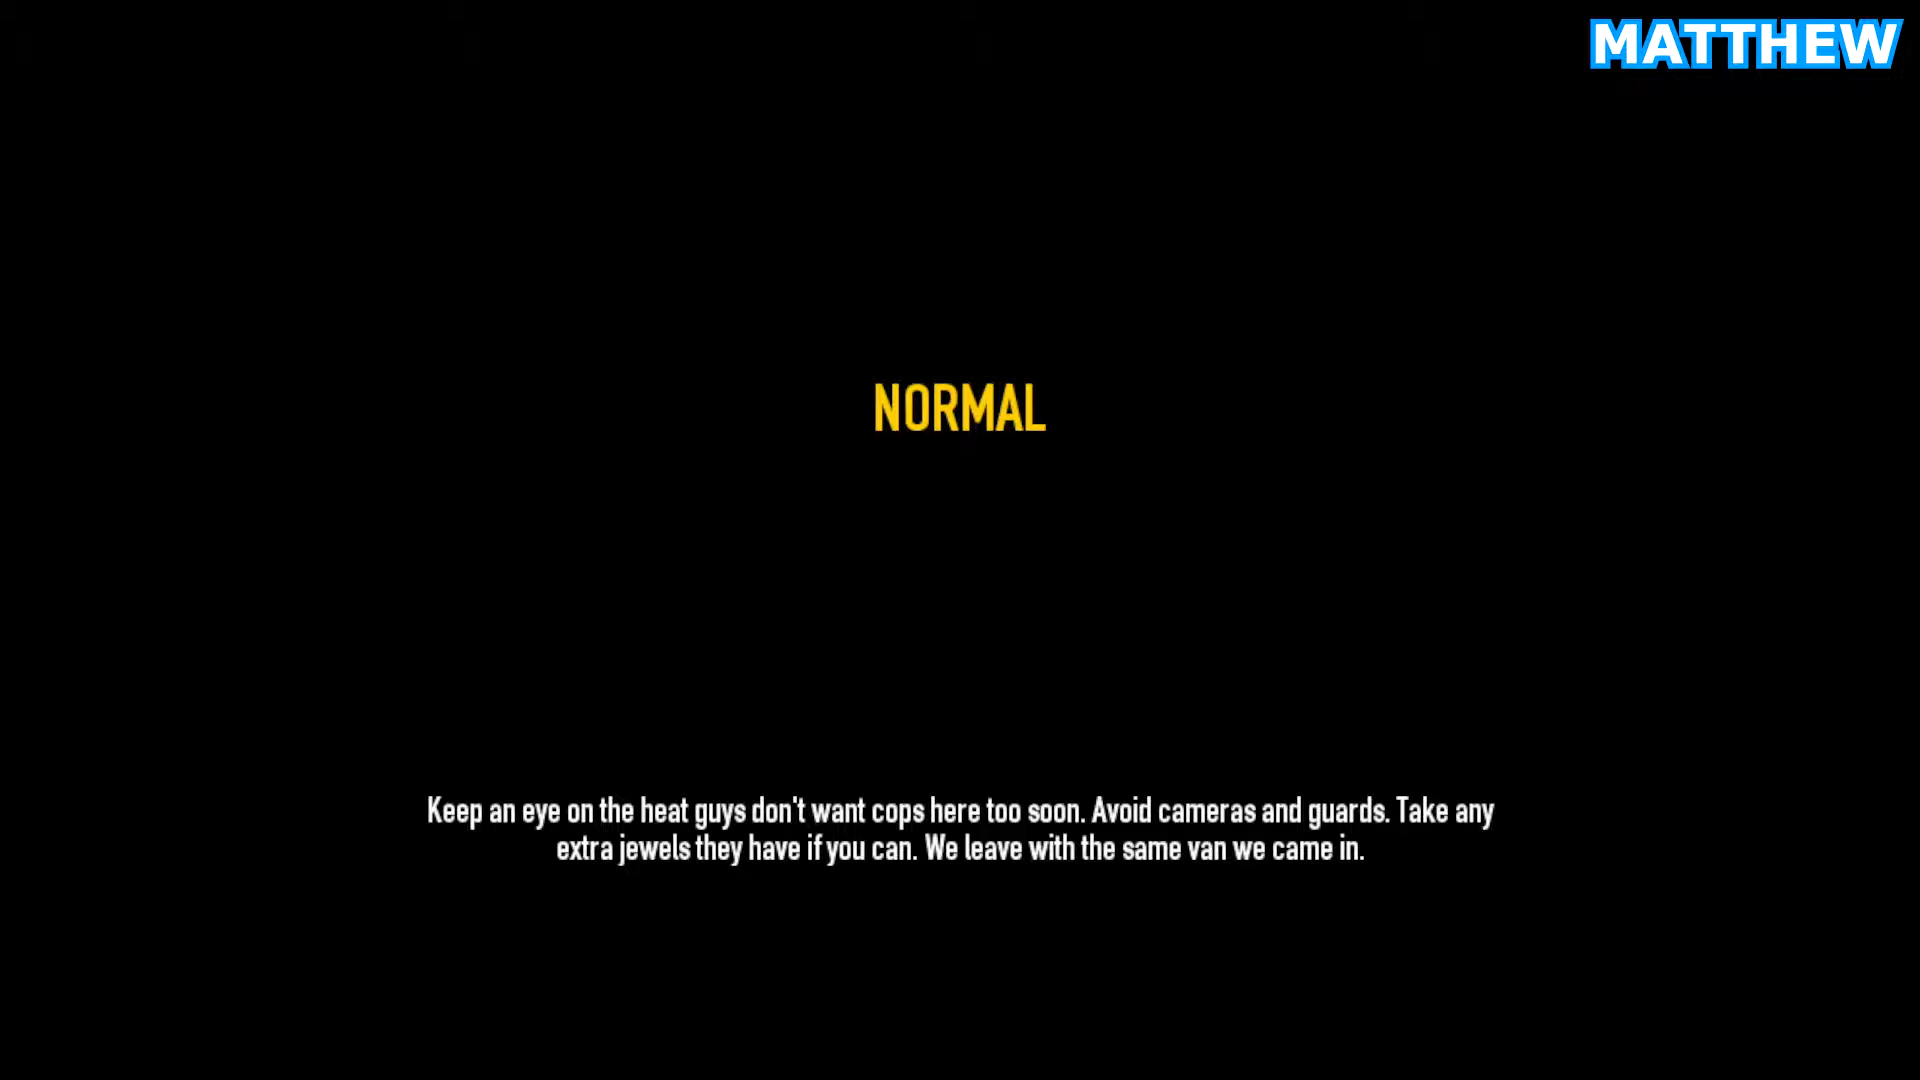 MATTHEW
NORMAL
Keep an eye on the heat guys don't want cops here too soon. Avoid cameras and guards. Take any
extra jewels they have if you can. We leave with the same van we came in.